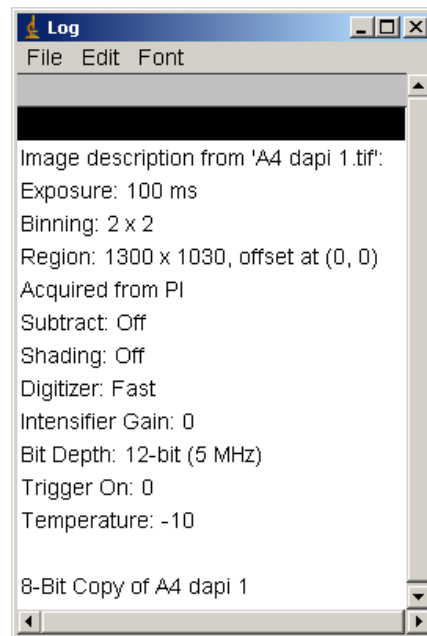 Log
File Edit Font
Image description from 'A4 dapi 1.tif':
Exposure: 100 ms
Binning: 2 x 2
Region: 1300 x 1030, offset at (0, 0)
Acquired from PI
Subtract: Off
Shading: Off
Digitizer: Fast
Intensifier Gain: 0
Bit Depth: 12-bit (5 MHz)
Trigger On: 0
Temperature: -10
8-Bit Copy of A4 dapi 1